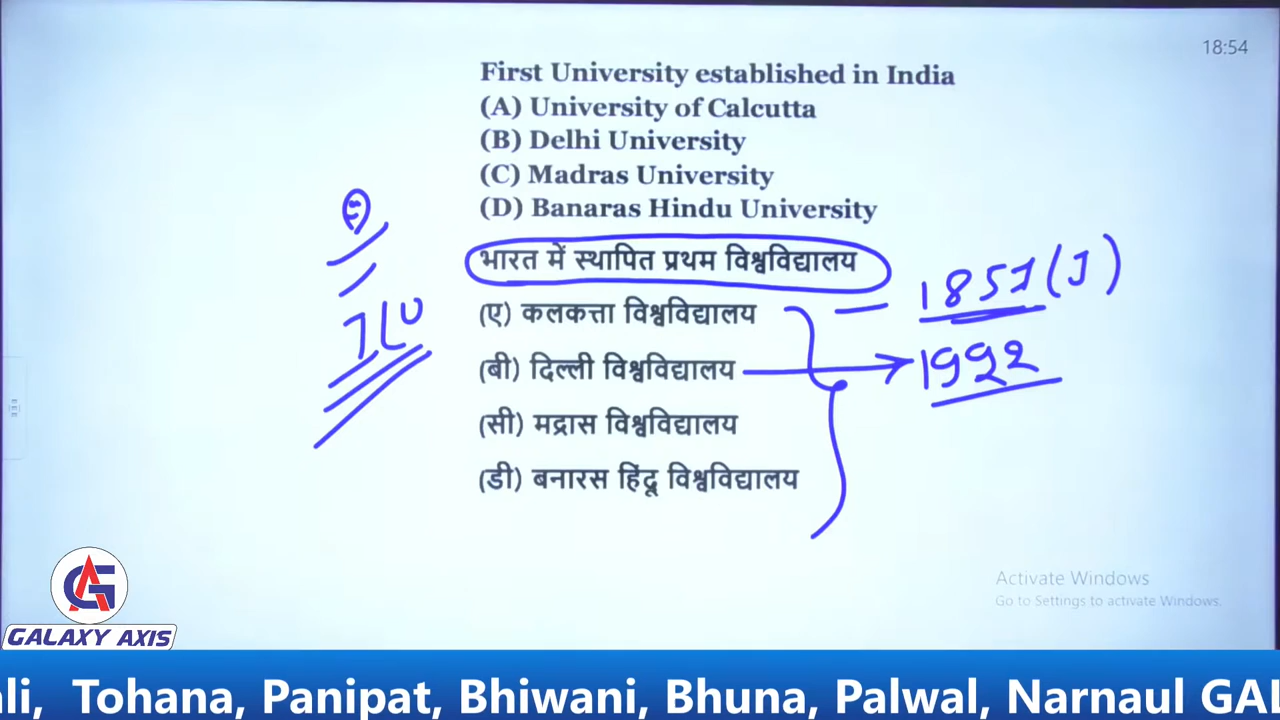 18:54
First University established in India
(A) University of Calcutta
(B) Delhi University
(C) Madras University
(D) Banaras Hindu University
भारत में स्थापित प्रथम विश्वविद्यालय
(ए) कलकत्ता विश्वविद्यालय
1857 (J)
(बी) दिल्ली विश्वविद्यालय
1922
(सी) मद्रास विश्वविद्यालय
(डी) बनारस हिंदू विश्वविद्यालय
Activate Windows
Go to Settings to activate Windows.
AG
GALAXY AXIS
Tohana, Panipat, Bhiwani, Bhuna, Palwal, Narnaul